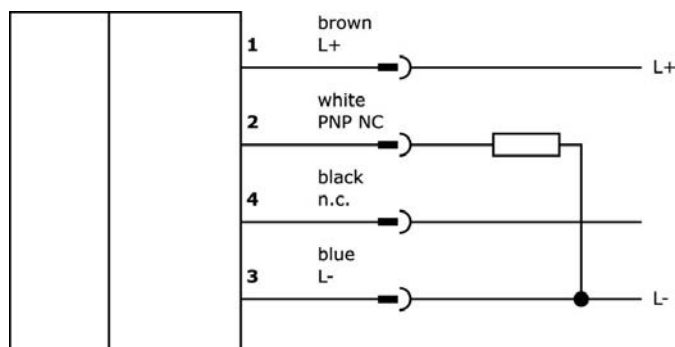 brown
1 L+
L+
white
2 PNP NC
black
4 n.c.
blue
3 L-
L-